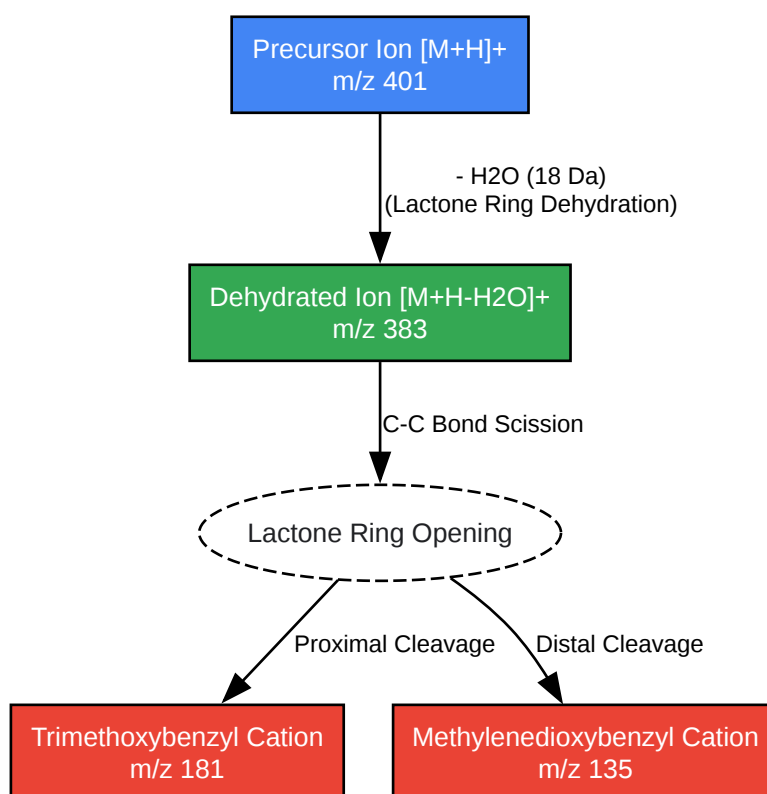 Precursor Ion [M+H]+
m/z 401
- H2O (18 Da)
(Lactone Ring Dehydration)
Dehydrated Ion [M+H-H2O]+
m/z 383
C-C Bond Scission
Lactone Ring Opening
Proximal Cleavage
Distal Cleavage
Trimethoxybenzyl Cation
m/z 181
Methylenedioxybenzyl Cation
m/z 135